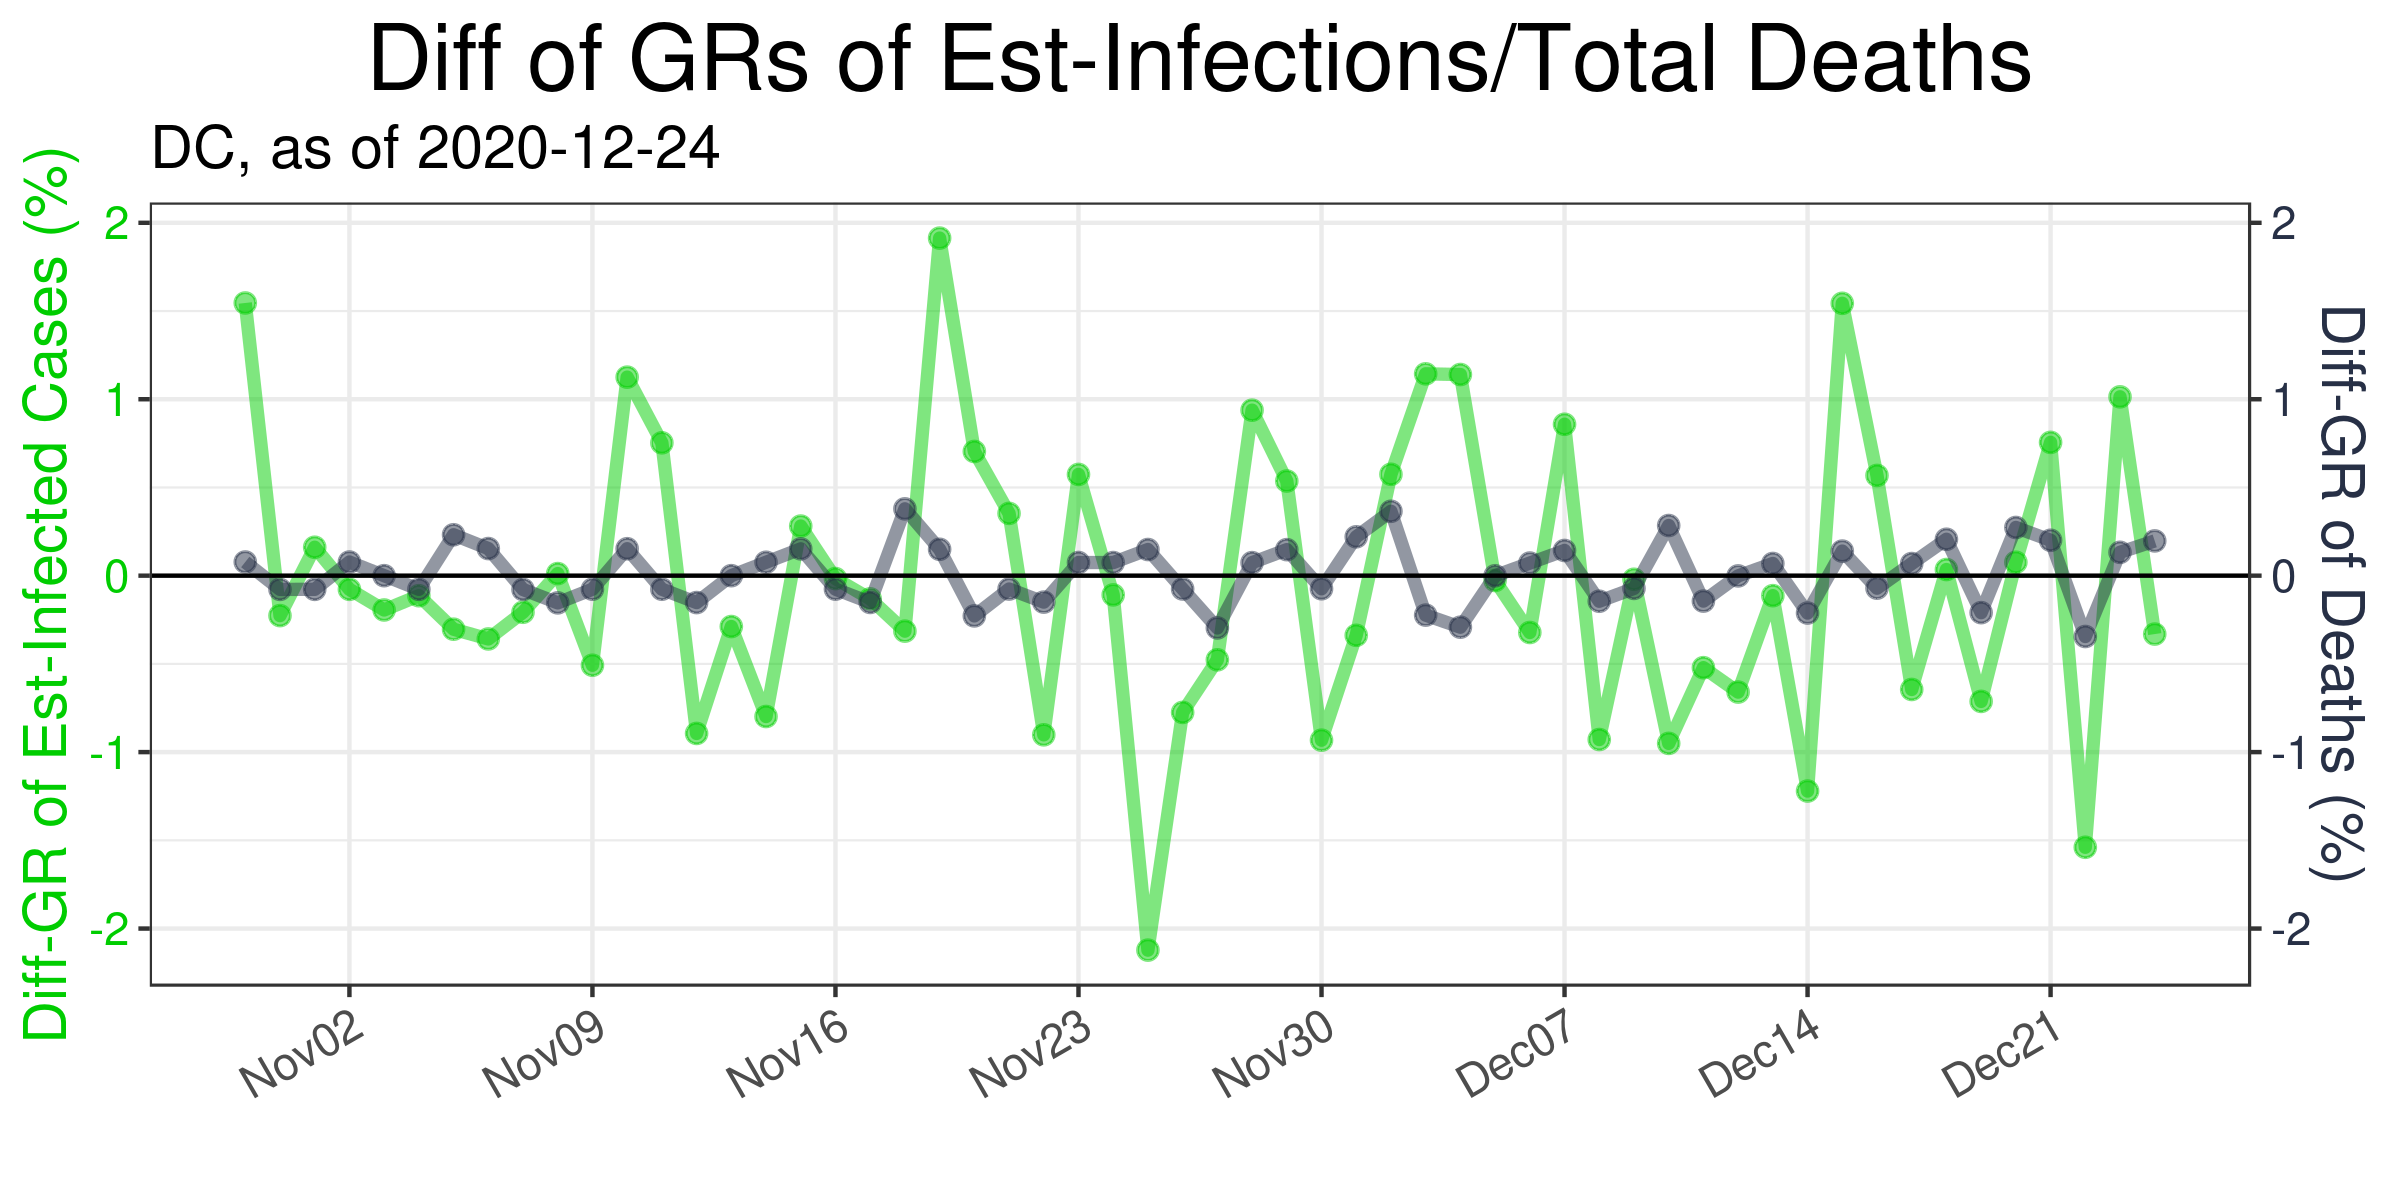 Diff of GRs of Est-Infections/Total Deaths
DC, as of 2020-12-24
Diff-GR of Est-Infected Cases (%)
2
1
0
-1
-2
2
1
0
-1
-2
Diff-GR of Deaths (%)
Nov02
Nov09
Nov16
Nov23
Nov30
Dec07
Dec14
Dec21